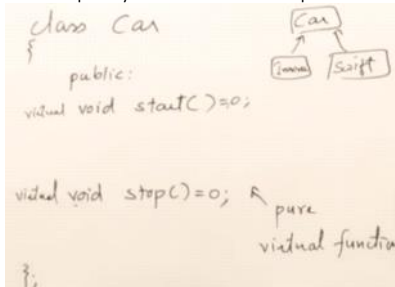 class Car
{
public:
virtual void start()=0;
virtual void stop()=0;
pure
virtual function
};
Car
Innova
Swift